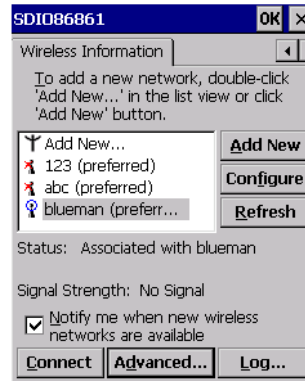 SDIO86861 OK ×
Wireless Information
To add a new network, double-click
'Add New...' in the list view or click
'Add New' button.
Add New...
123 (preferred)
abc (preferred)
blueman (preferr...
Add New
Configure
Refresh
Status: Associated with blueman
Signal Strength: No Signal
Notify me when new wireless
networks are available
Connect Advanced... Log...